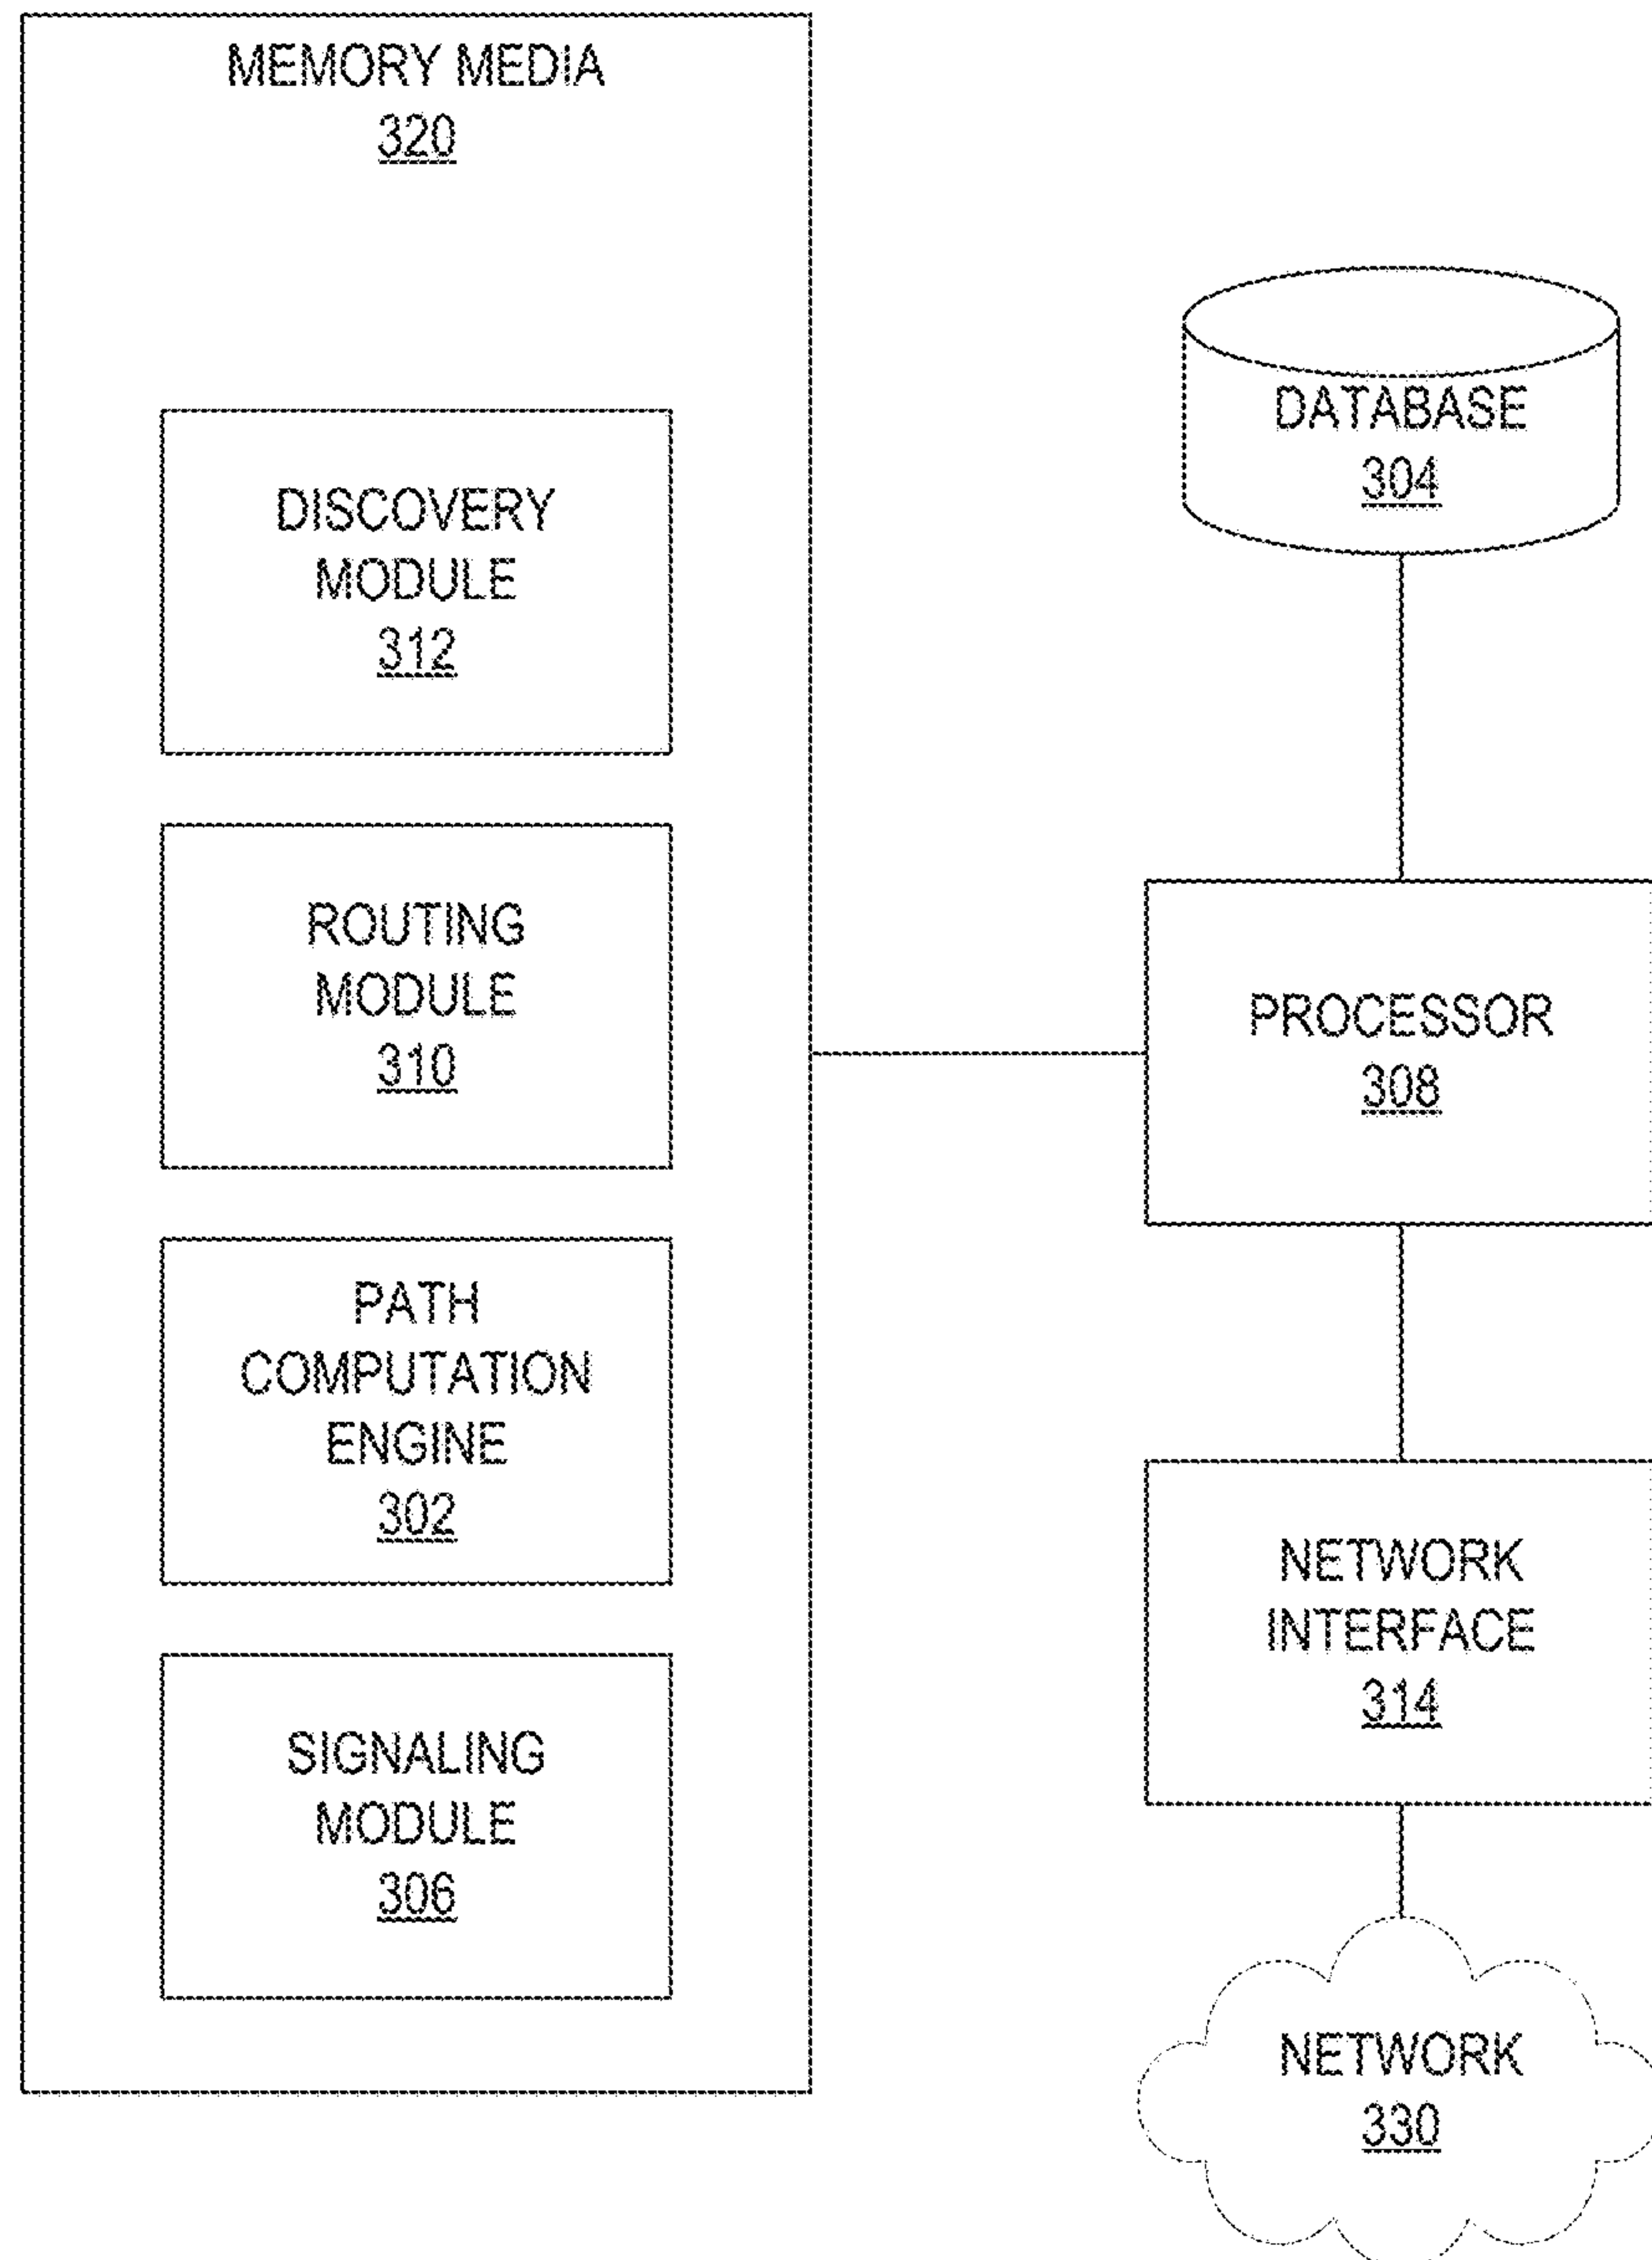 MEMORY MEDIA
320
DISCOVERY
MODULE
312
ROUTING
MODULE
310
PATH
COMPUTATION
ENGINE
302
SIGNALING
MODULE
306
DATABASE
304
PROCESSOR
308
NETWORK
INTERFACE
314
NETWORK
330